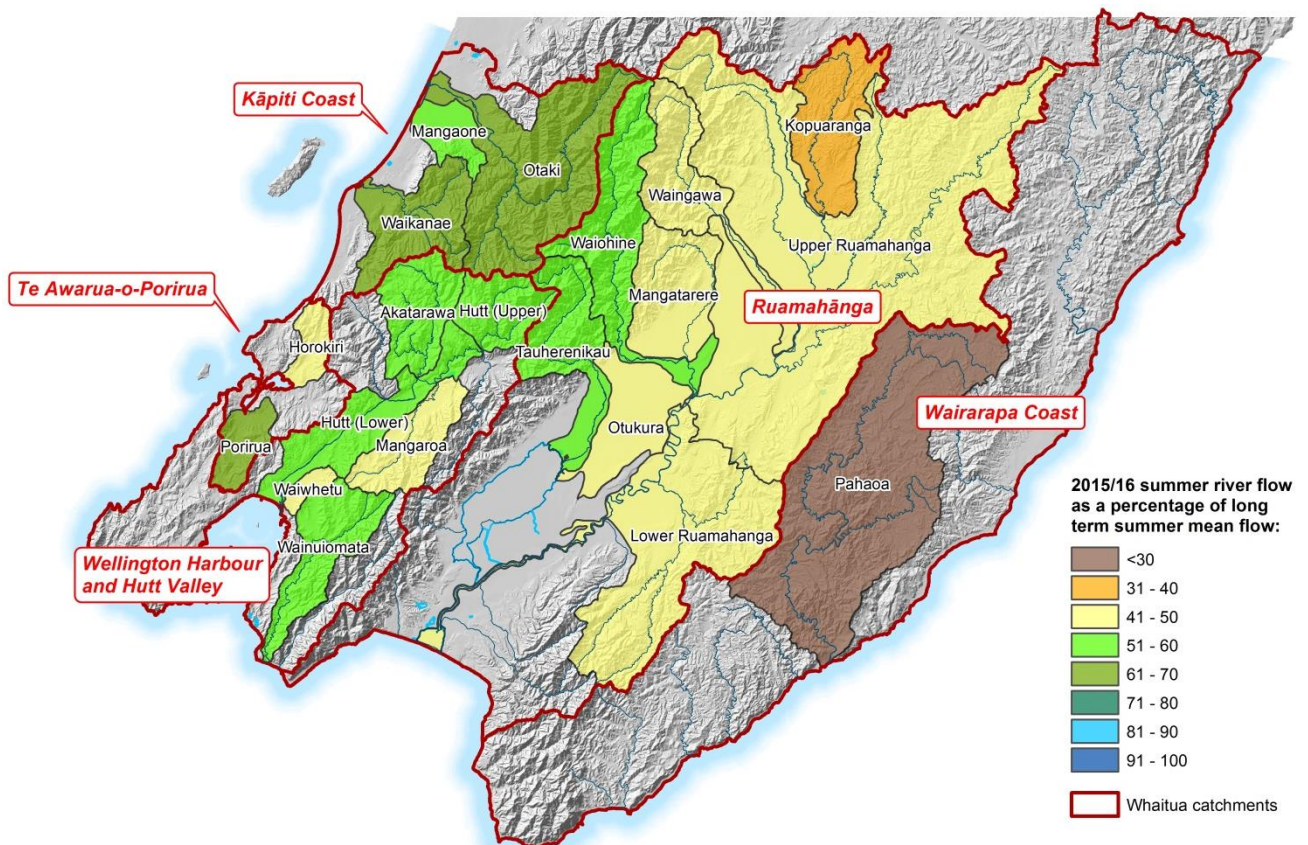 Kāpiti Coast
Mangaone
Otaki
Kopuaranga
Waingawa
Waikanae
Waiohine
Upper Ruamahanga
Te Awarua-o-Porirua
Akatarawa
Hutt (Upper)
Mangatarere
Ruamahānga
Horokiri
Tauherenikau
Hutt (Lower)
Otukura
Wairarapa Coast
Porirua
Mangaroa
Pahaoa
Waiwhetu
Lower Ruamahanga
Wainuiomata
Wellington Harbour
and Hutt Valley
2015/16 summer river flow
as a percentage of long
term summer mean flow:
<30
31 - 40
41 - 50
51 - 60
61 - 70
71 - 80
81 - 90
91 - 100
Whaitua catchments